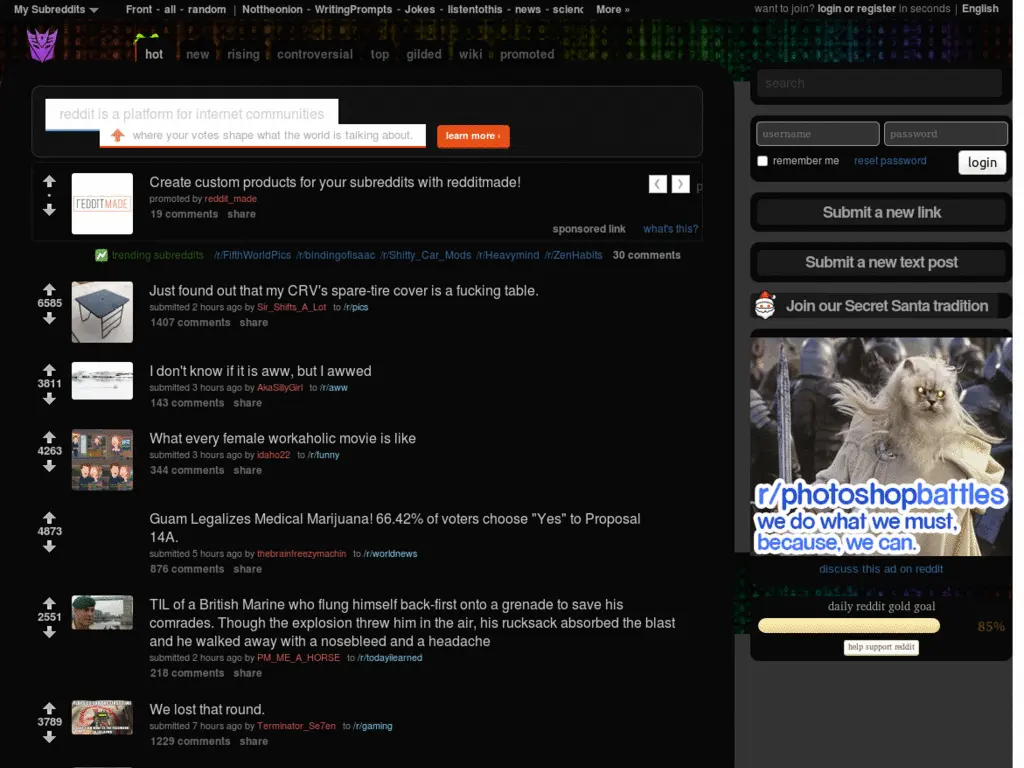 My Subreddits Front - all - random | Nottheonion - WritingPrompts - Jokes - listentothis - news - scienc More » want to join? login or register in seconds | English
hot new rising controversial top gilded wiki promoted
search
reddit is a platform for internet communities
where your votes shape what the world is talking about.
learn more ›
username password
remember me reset password login
Create custom products for your subreddits with redditmade!
promoted by reddit_made
19 comments share
REDDITMADE
sponsored link what's this?
Submit a new link
trending subreddits /r/FifthWorldPics /r/bindingofisaac /r/Shitty_Car_Mods /r/Heavymind /r/ZenHabits 30 comments
Submit a new text post
6585
Just found out that my CRV's spare-tire cover is a fucking table.
submitted 2 hours ago by Sir_Shifts_A_Lot to /r/pics
1407 comments share
Join our Secret Santa tradition
3811
I don't know if it is aww, but I awwed
submitted 3 hours ago by AkaSillyGirl to /r/aww
143 comments share
4263
What every female workaholic movie is like
submitted 3 hours ago by idaho22 to /r/funny
344 comments share
r/photoshopbattles
we do what we must,
because, we can.
4873
Guam Legalizes Medical Marijuana! 66.42% of voters choose "Yes" to Proposal
14A.
submitted 5 hours ago by thebrainfreezymachin to /r/worldnews
876 comments share
discuss this ad on reddit
2551
TIL of a British Marine who flung himself back-first onto a grenade to save his
comrades. Though the explosion threw him in the air, his rucksack absorbed the blast
and he walked away with a nosebleed and a headache
submitted 2 hours ago by PM_ME_A_HORSE to /r/todayilearned
218 comments share
daily reddit gold goal
85%
help support reddit
3789
We lost that round.
submitted 7 hours ago by Terminator_Se7en to /r/gaming
1229 comments share